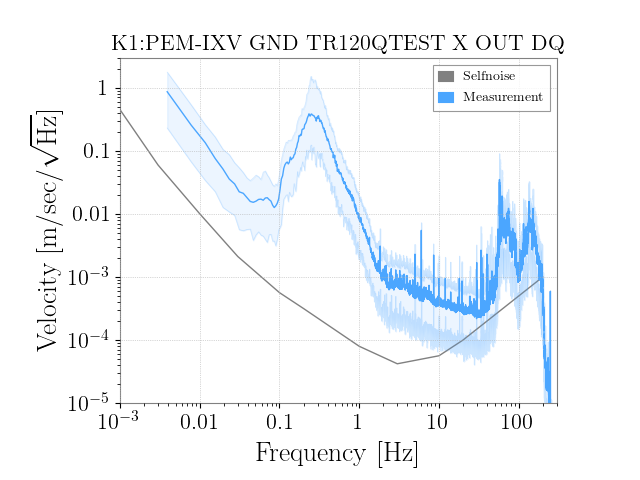 K1:PEM-IXV GND TR120QTEST X OUT DQ
Selfnoise
Measurement
Velocity [m/sec/√Hz]
1
0.1
0.01
10⁻³
10⁻⁴
10⁻⁵
10⁻³ 0.01 0.1 1 10 100
Frequency [Hz]